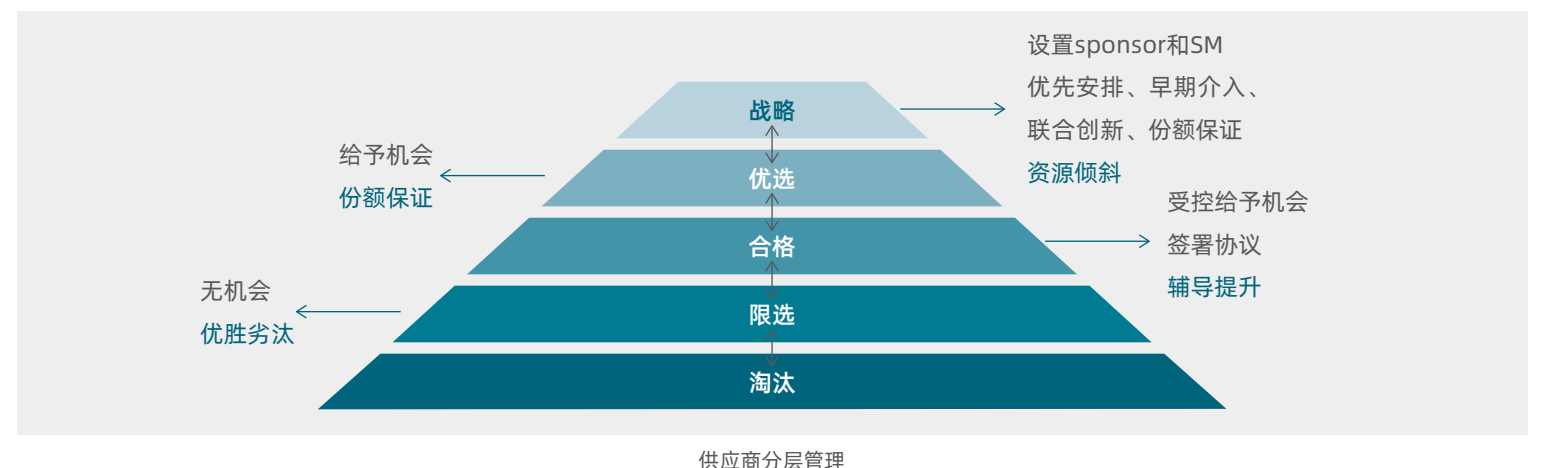 设置sponsor和SM
优先安排、早期介入、
联合创新、份额保证
资源倾斜
战略
给予机会
份额保证
优选
受控给予机会
签署协议
辅导提升
合格
无机会
优胜劣汰
限选
淘汰
供应商分层管理